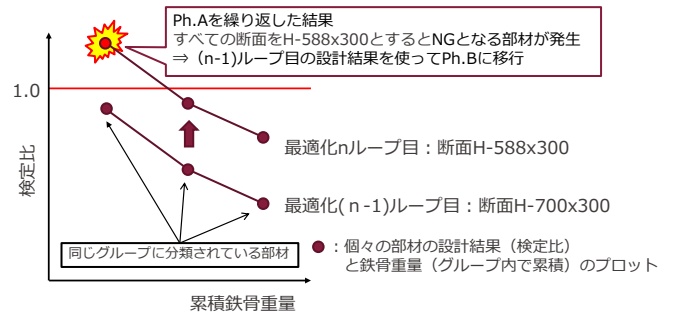 Ph.Aを繰り返した結果
すべての断面をH-588x300とするとNGとなる部材が発生
⇒（n-1)ループ目の設計結果を使ってPh.Bに移行
1.0
検定比
最適化nループ目：断面H-588x300
最適化(ｎ-1)ループ目：断面H-700x300
同じグループに分類されている部材
：個々の部材の設計結果（検定比）
と鉄骨重量（グループ内で累積）のプロット
累積鉄骨重量